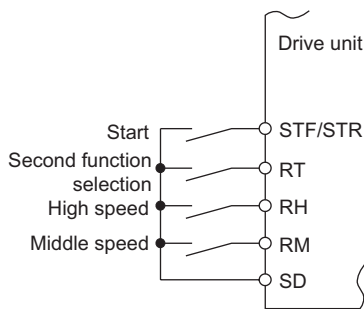 Drive unit
Start
STF/STR
Second function
selection
RT
High speed
RH
Middle speed
RM
SD